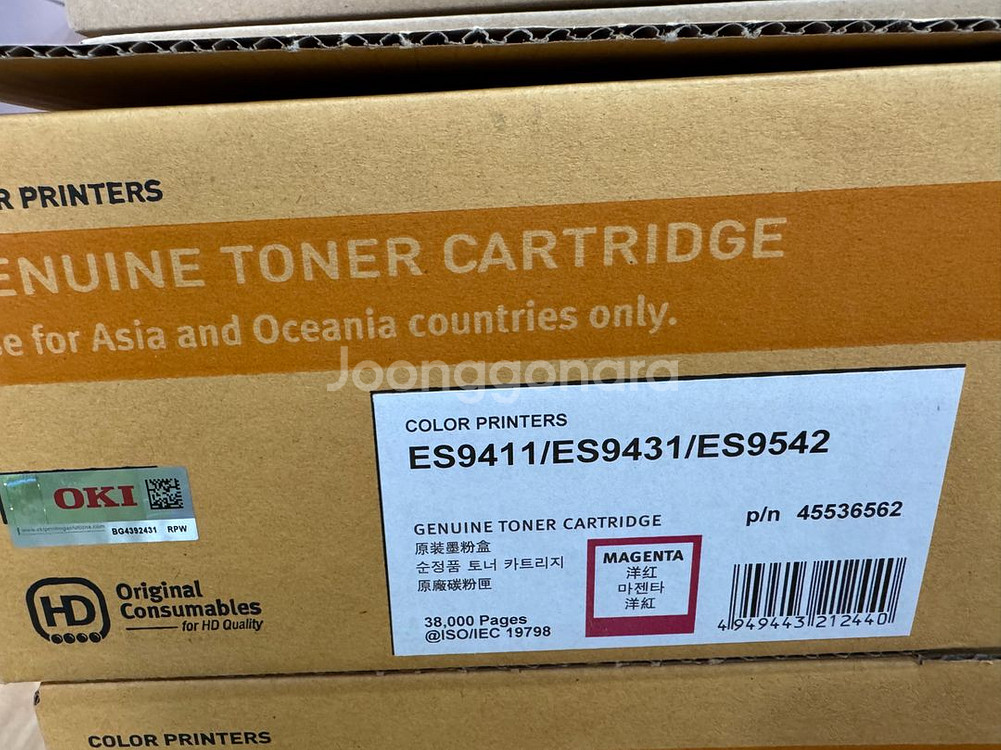 R PRINTERS
ENUINE TONER CARTRIDGE
e for Asia and Oceania countries only.
Joonggonara
COLOR PRINTERS
ES9411/ES9431/ES9542
GENUINE TONER CARTRIDGE
p/n 45536562
原装墨粉盒
순정품 토너 카트리지
原廠碳粉匣
MAGENTA
洋红
마젠타
洋紅
38,000 Pages
@ISO/IEC 19798
4 949443 212440
OKI
BG4392431 RPW
HD
Original
Consumables
for HD Quality
COLOR PRINTERS